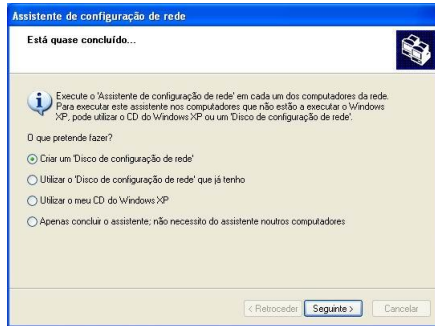 Assistente de configuração de rede
Está quase concluído...
Execute o 'Assistente de configuração de rede' em cada um dos computadores da rede.
Para executar este assistente nos computadores que não estão a executar o Windows
XP, pode utilizar o CD do Windows XP ou um 'Disco de configuração de rede'.
O que pretende fazer?
Criar um 'Disco de configuração de rede'
Utilizar o 'Disco de configuração de rede' que já tenho
Utilizar o meu CD do Windows XP
Apenas concluir o assistente; não necessito do assistente noutros computadores
< Retroceder
Seguinte >
Cancelar